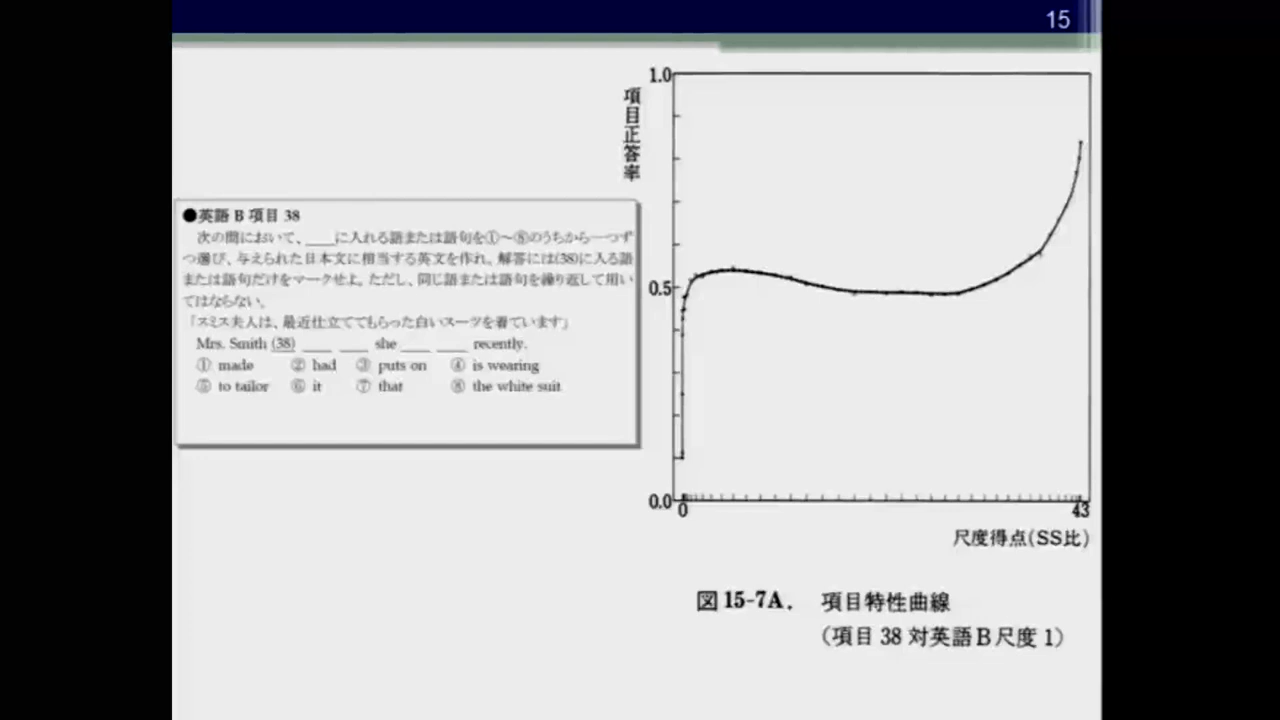 15
●英語 B 項目 38
次の間において、___に入れる語または語句を①～⑧のうちから一つず
つ選び、与えられた日本文に相当する英文を作れ。解答には(38)に入る語
または語句だけをマークせよ。ただし、同じ語または語句を繰り返して用い
てはならない。
「スミス夫人は、最近仕立ててもらった白いスーツを着ています」
Mrs. Smith (38) ___ ___ she ___ ___ recently.
① made ② had ③ puts on ④ is wearing
⑤ to tailor ⑥ it ⑦ that ⑧ the white suit
項目正答率
1.0
0.5
0.0
0 43
尺度得点(SS比)
図 15-7A. 項目特性曲線
(項目 38 対英語B尺度 1)